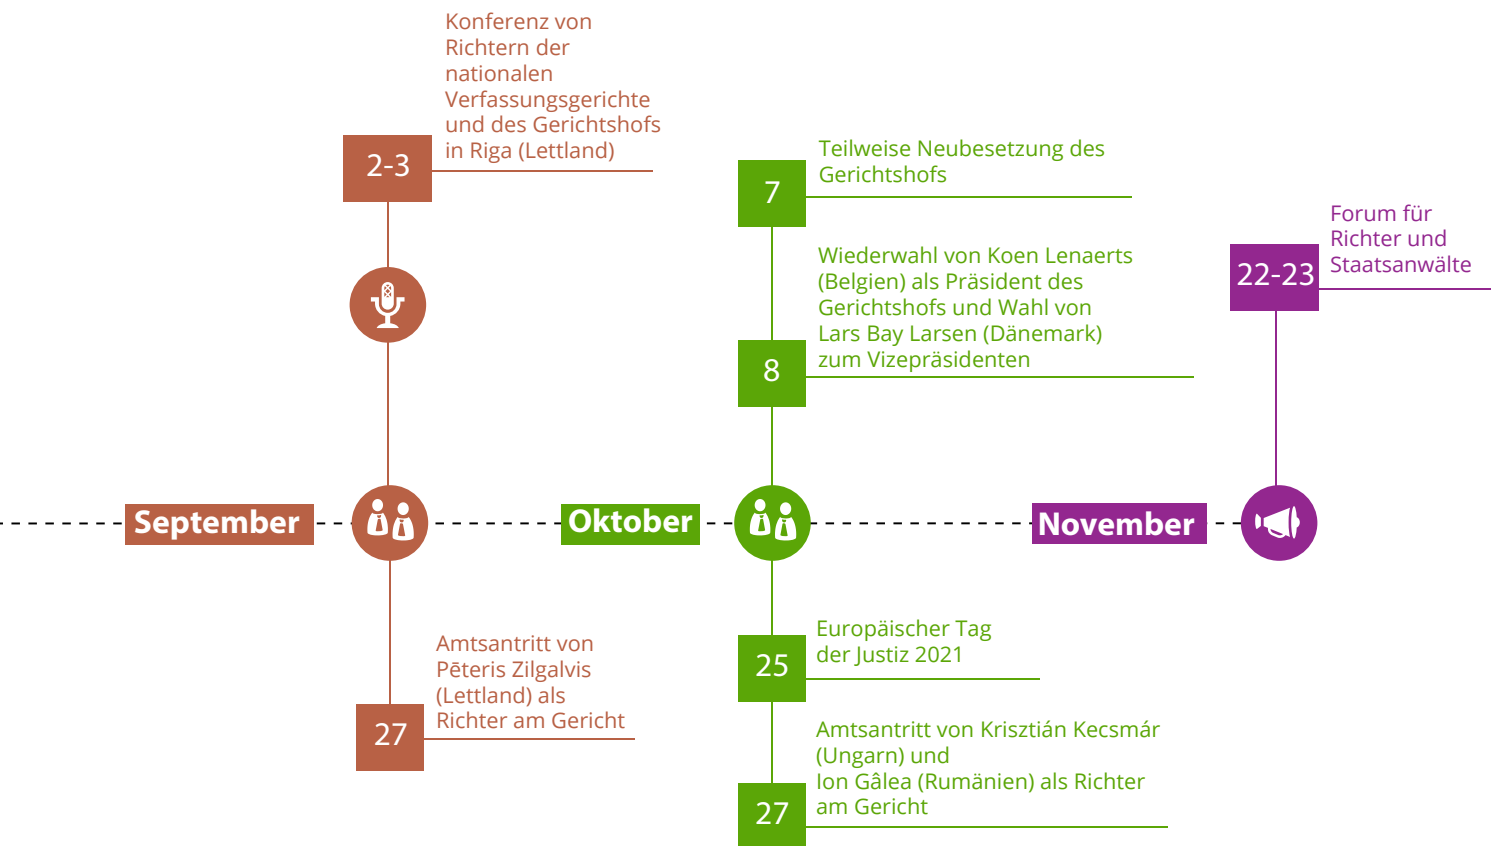 Konferenz von
Richtern der
nationalen
Verfassungsgerichte
und des Gerichtshofs
in Riga (Lettland)
2-3
September
Amtsantritt von
Pēteris Zilgalvis
(Lettland) als
Richter am Gericht
27
Teilweise Neubesetzung des
Gerichtshofs
7
Wiederwahl von Koen Lenaerts
(Belgien) als Präsident des
Gerichtshofs und Wahl von
Lars Bay Larsen (Dänemark)
zum Vizepräsidenten
8
Oktober
Europäischer Tag
der Justiz 2021
25
Amtsantritt von Krisztián Kecsmár
(Ungarn) und
Ion Gâlea (Rumänien) als Richter
am Gericht
27
Forum für
Richter und
Staatsanwälte
22-23
November